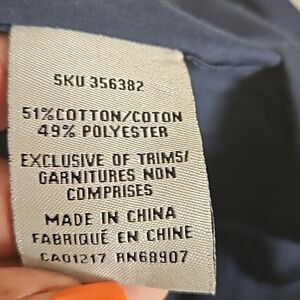 SKU 356382
51%COTTON/COTON
49% POLYESTER
EXCLUSIVE OF TRIMS/
GARNITURES NON
COMPRISES
MADE IN CHINA
FABRIQUÉ EN CHINE
CA01217 RN68907